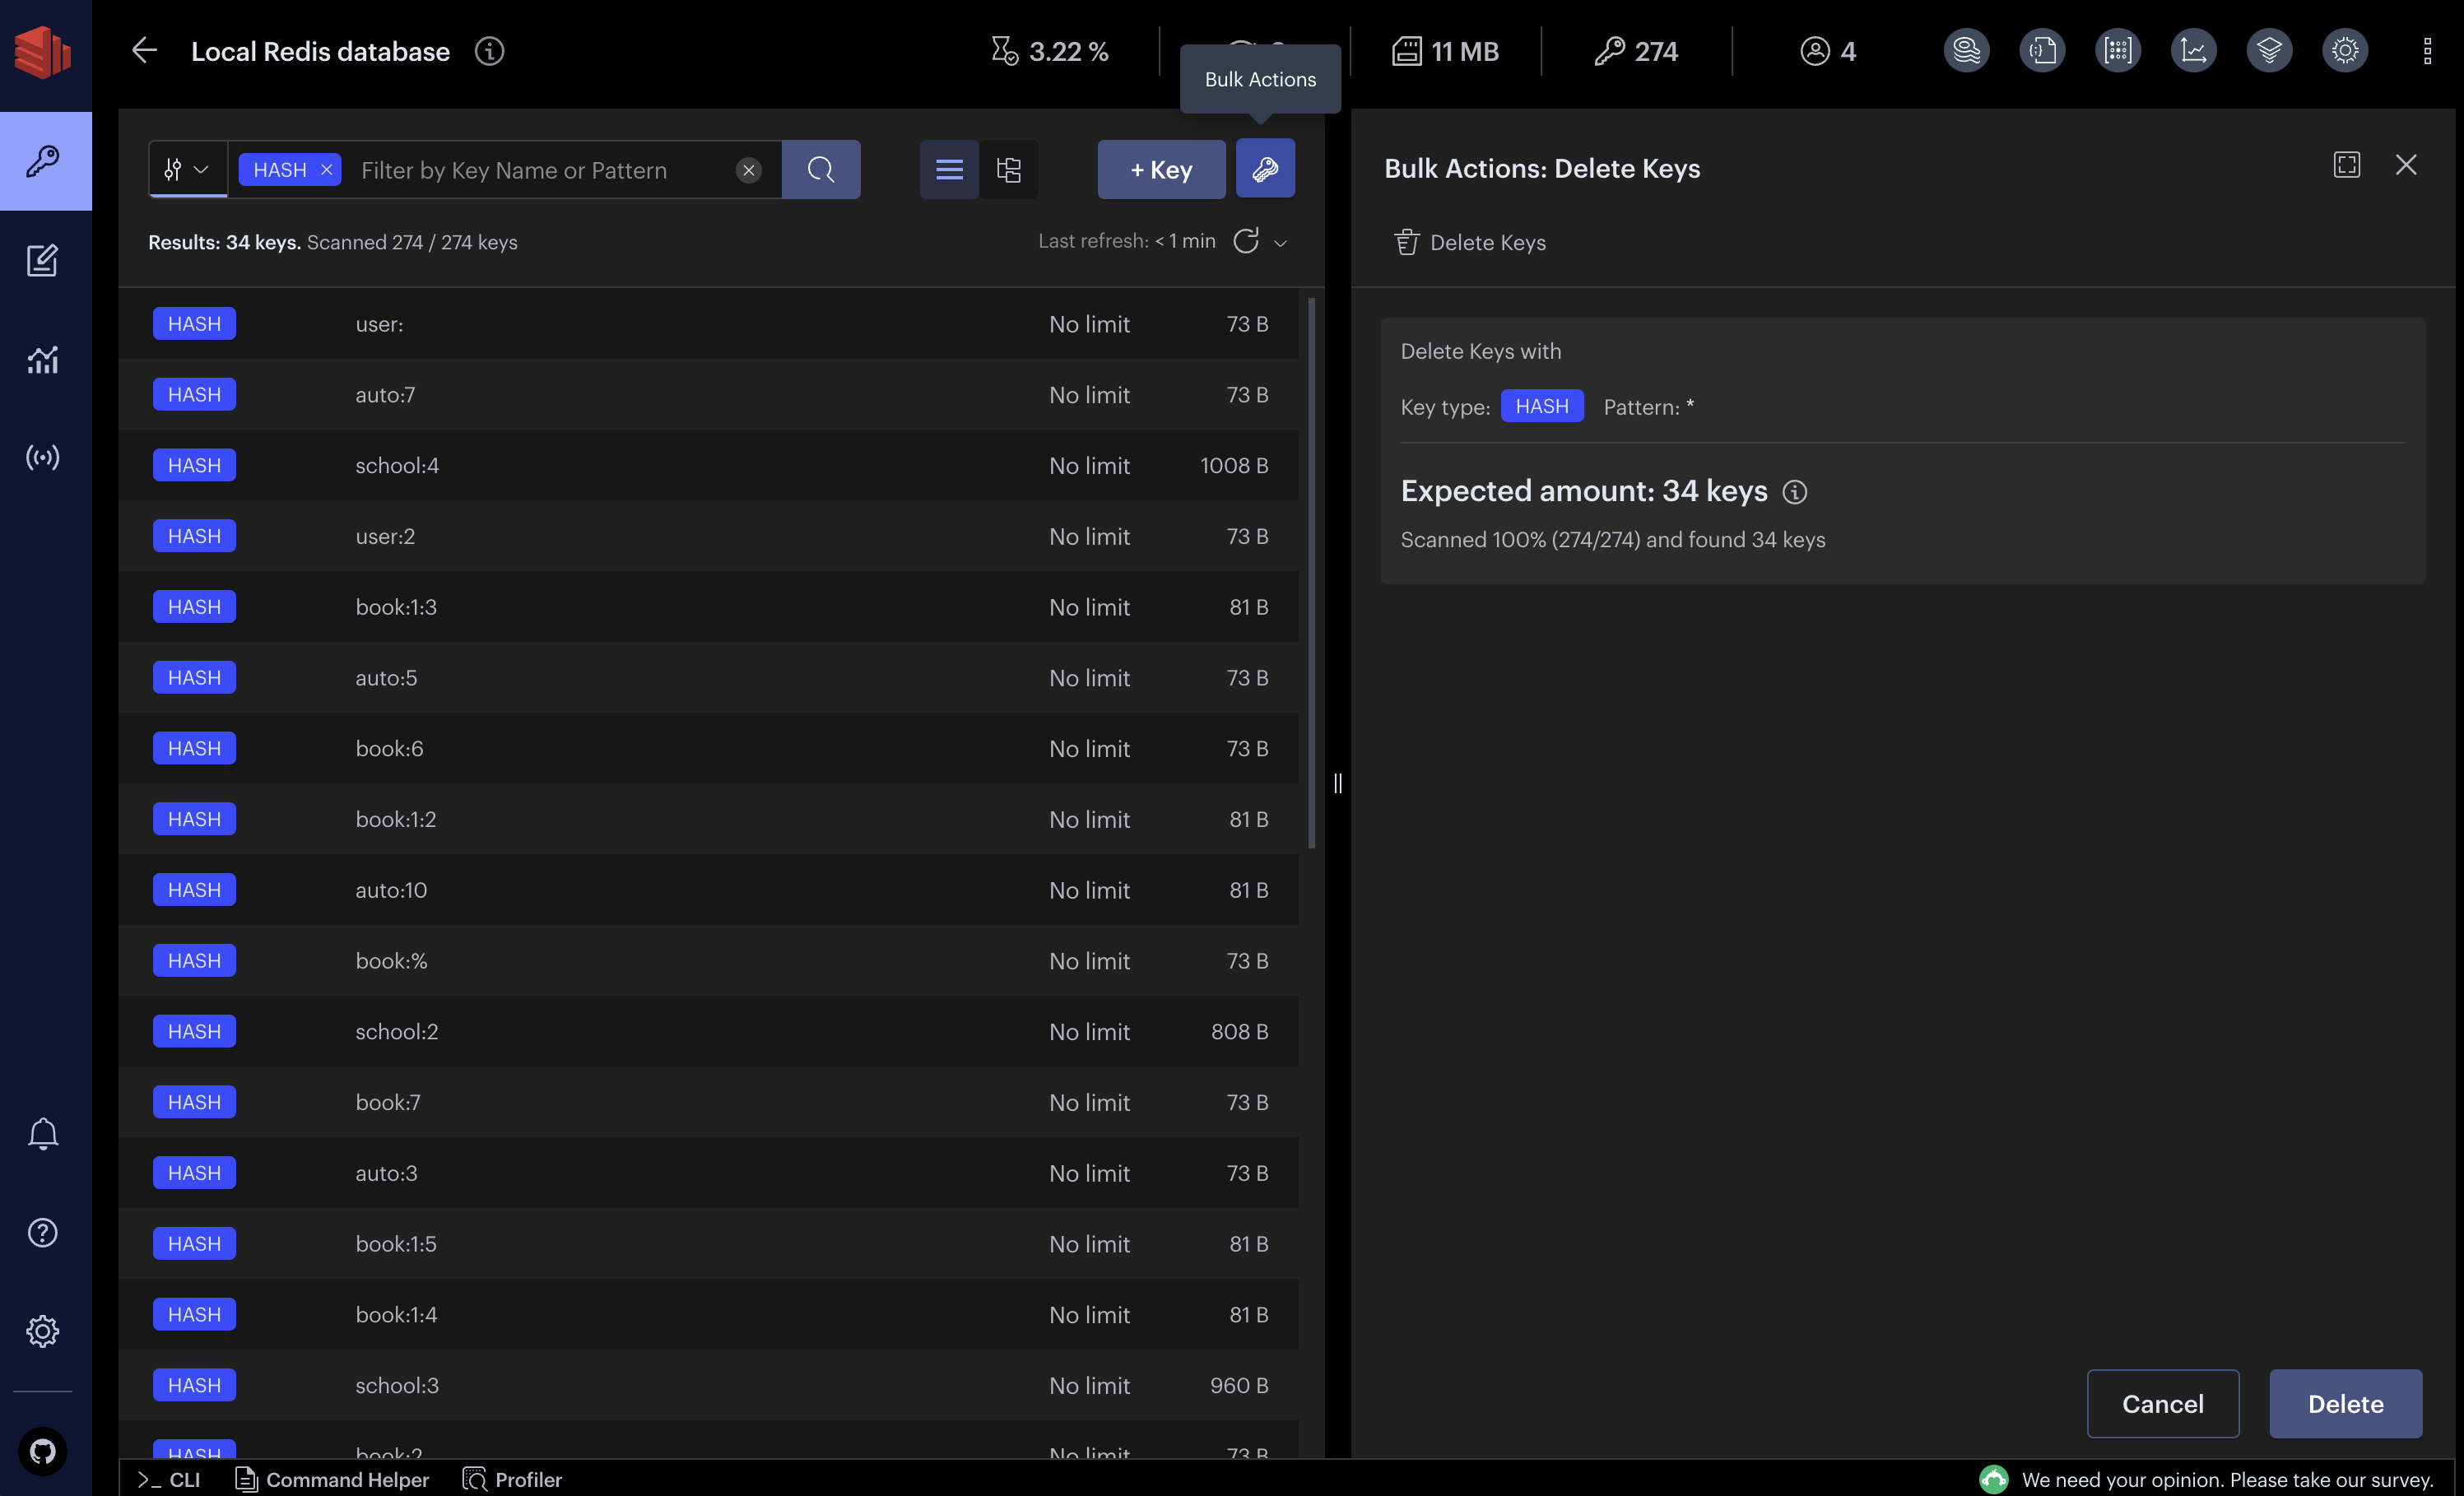 Local Redis database
3.22 %
11 MB
274
4
Bulk Actions
HASH Filter by Key Name or Pattern
+ Key
Results: 34 keys. Scanned 274 / 274 keys
Last refresh: < 1 min
HASH user: No limit 73 B
HASH auto:7 No limit 73 B
HASH school:4 No limit 1008 B
HASH user:2 No limit 73 B
HASH book:1:3 No limit 81 B
HASH auto:5 No limit 73 B
HASH book:6 No limit 73 B
HASH book:1:2 No limit 81 B
HASH auto:10 No limit 81 B
HASH book:% No limit 73 B
HASH school:2 No limit 808 B
HASH book:7 No limit 73 B
HASH auto:3 No limit 73 B
HASH book:1:5 No limit 81 B
HASH book:1:4 No limit 81 B
HASH school:3 No limit 960 B
HASH book:2 No limit 73 B
Bulk Actions: Delete Keys
Delete Keys
Delete Keys with
Key type: HASH Pattern: *
Expected amount: 34 keys
Scanned 100% (274/274) and found 34 keys
Cancel
Delete
>_ CLI
Command Helper
Profiler
We need your opinion. Please take our survey.